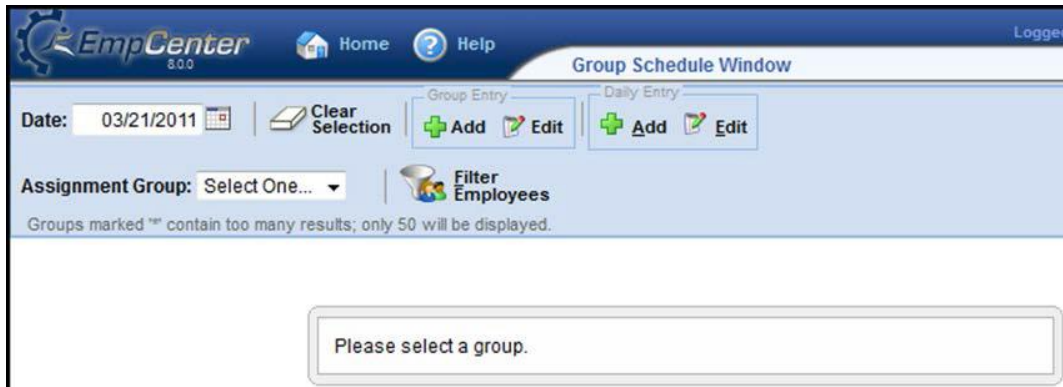 EmpCenter
8.0.0
Home
Help
Logge
Group Schedule Window
Date: 03/21/2011
Clear
Selection
Group Entry
Add Edit
Daily Entry
Add Edit
Assignment Group: Select One...
Filter
Employees
Groups marked '*' contain too many results; only 50 will be displayed.
Please select a group.